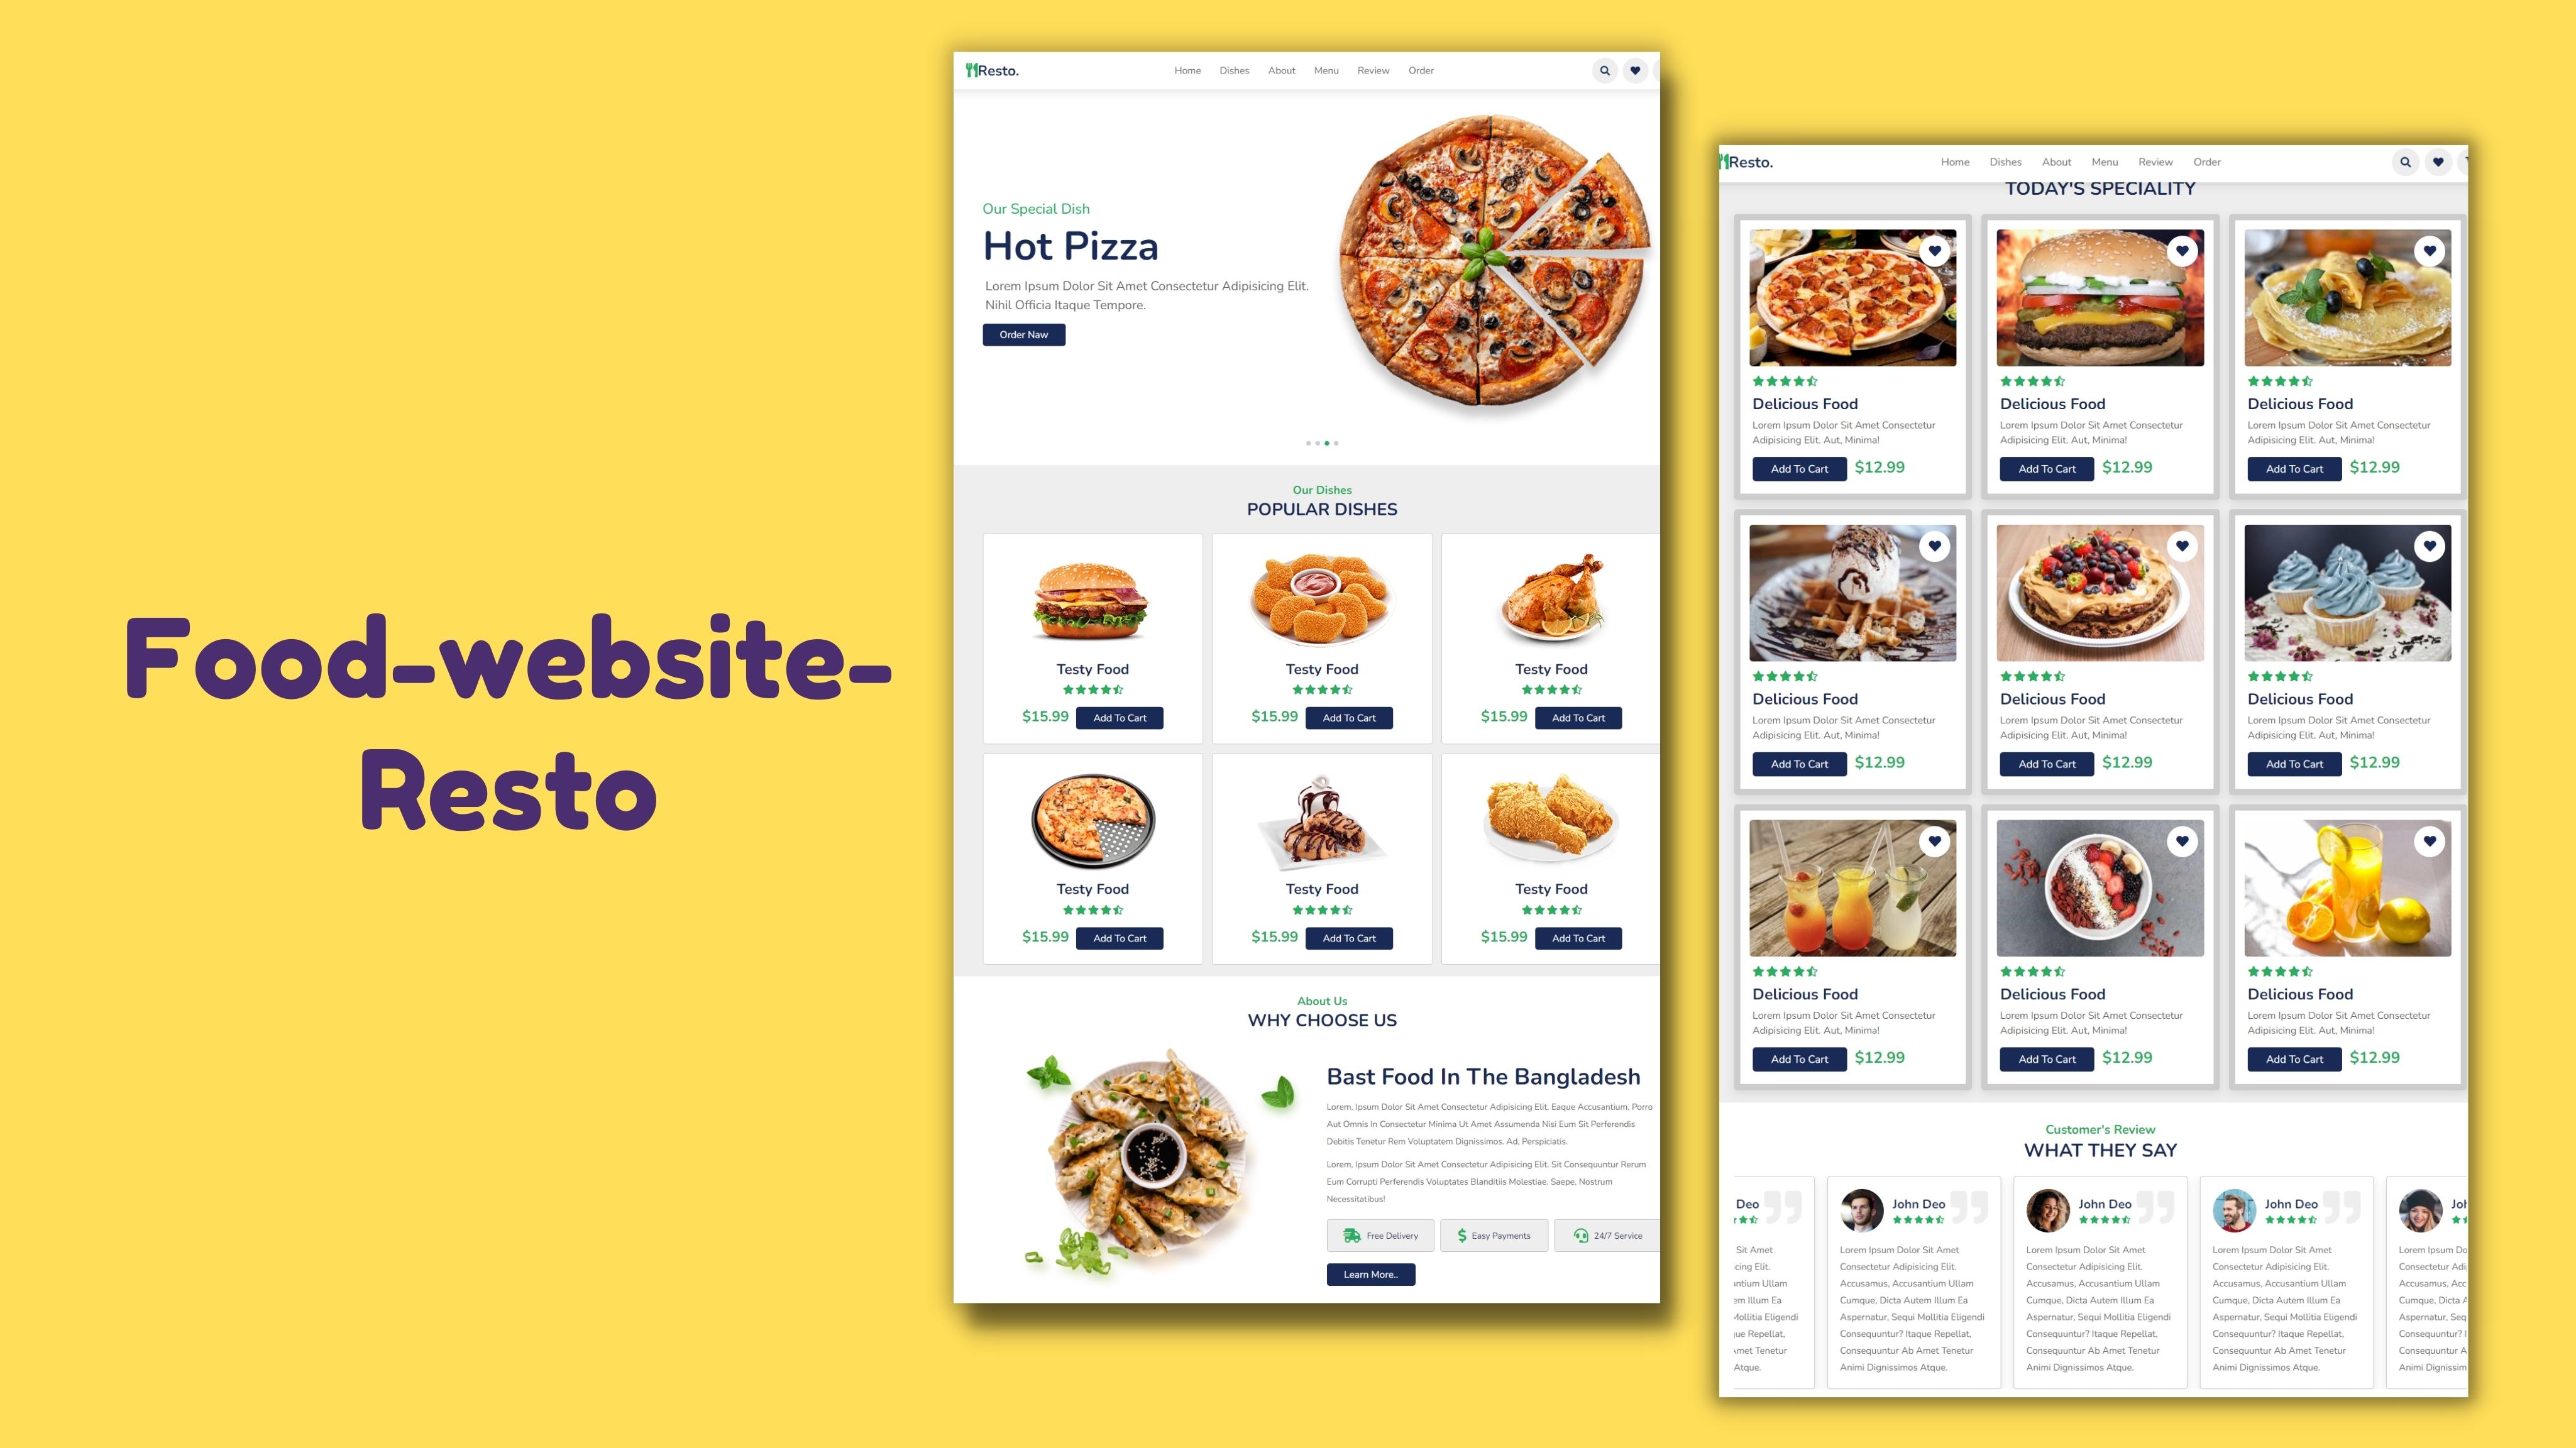 Food-website-
Resto
Resto.
Home Dishes About Menu Review Order
Our Special Dish
Hot Pizza
Lorem Ipsum Dolor Sit Amet Consectetur Adipisicing Elit.
Nihil Officia Itaque Tempore.
Order Naw
Our Dishes
POPULAR DISHES
Testy Food Testy Food Testy Food
$15.99 Add To Cart $15.99 Add To Cart $15.99 Add To Cart
Testy Food Testy Food Testy Food
$15.99 Add To Cart $15.99 Add To Cart $15.99 Add To Cart
About Us
WHY CHOOSE US
Bast Food In The Bangladesh
Lorem, Ipsum Dolor Sit Amet Consectetur Adipisicing Elit. Eaque Accusantium, Porro
Aut Omnis In Consectetur Minima Ut Amet Assumenda Nisi Eum Sit Perferendis
Debitis Tenetur Rem Voluptatem Dignissimos. Ad, Perspiciatis.
Lorem, Ipsum Dolor Sit Amet Consectetur Adipisicing Elit. Sit Consequuntur Rerum
Eum Corrupti Perferendis Voluptates Blanditiis Molestiae. Saepe, Nostrum
Necessitatibus!
Free Delivery Easy Payments 24/7 Service
Learn More..
Resto.
Home Dishes About Menu Review Order
TODAY'S SPECIALITY
Delicious Food Delicious Food Delicious Food
Lorem Ipsum Dolor Sit Amet Consectetur Lorem Ipsum Dolor Sit Amet Consectetur Lorem Ipsum Dolor Sit Amet Consectetur
Adipisicing Elit. Aut, Minima! Adipisicing Elit. Aut, Minima! Adipisicing Elit. Aut, Minima!
Add To Cart $12.99 Add To Cart $12.99 Add To Cart $12.99
Delicious Food Delicious Food Delicious Food
Lorem Ipsum Dolor Sit Amet Consectetur Lorem Ipsum Dolor Sit Amet Consectetur Lorem Ipsum Dolor Sit Amet Consectetur
Adipisicing Elit. Aut, Minima! Adipisicing Elit. Aut, Minima! Adipisicing Elit. Aut, Minima!
Add To Cart $12.99 Add To Cart $12.99 Add To Cart $12.99
Delicious Food Delicious Food Delicious Food
Lorem Ipsum Dolor Sit Amet Consectetur Lorem Ipsum Dolor Sit Amet Consectetur Lorem Ipsum Dolor Sit Amet Consectetur
Adipisicing Elit. Aut, Minima! Adipisicing Elit. Aut, Minima! Adipisicing Elit. Aut, Minima!
Add To Cart $12.99 Add To Cart $12.99 Add To Cart $12.99
Customer's Review
WHAT THEY SAY
Deo John Deo John Deo John Deo
Sit Amet Lorem Ipsum Dolor Sit Amet Lorem Ipsum Dolor Sit Amet Lorem Ipsum Dolor Sit Amet Lorem Ipsum
Elit. Consectetur Adipisicing Elit. Consectetur Adipisicing Elit. Consectetur Adipisicing Elit. Consectetur
Ullam Accusamus, Accusantium Ullam Accusamus, Accusantium Ullam Accusamus, Accusantium Ullam Accusamus,
Illum Ea Cumque, Dicta Autem Illum Ea Cumque, Dicta Autem Illum Ea Cumque, Dicta Autem Illum Ea Cumque, Dicta
Eligendi Aspernatur, Sequi Mollitia Eligendi Aspernatur, Sequi Mollitia Eligendi Aspernatur, Sequi Mollitia Eligendi Aspernatur,
Repellat, Consequuntur? Itaque Repellat, Consequuntur? Itaque Repellat, Consequuntur? Itaque Repellat, Consequuntur?
Tenetur Consequuntur Ab Amet Tenetur Consequuntur Ab Amet Tenetur Consequuntur Ab Amet Tenetur Consequuntur
Atque. Animi Dignissimos Atque. Animi Dignissimos Atque. Animi Dignissimos Atque. Animi